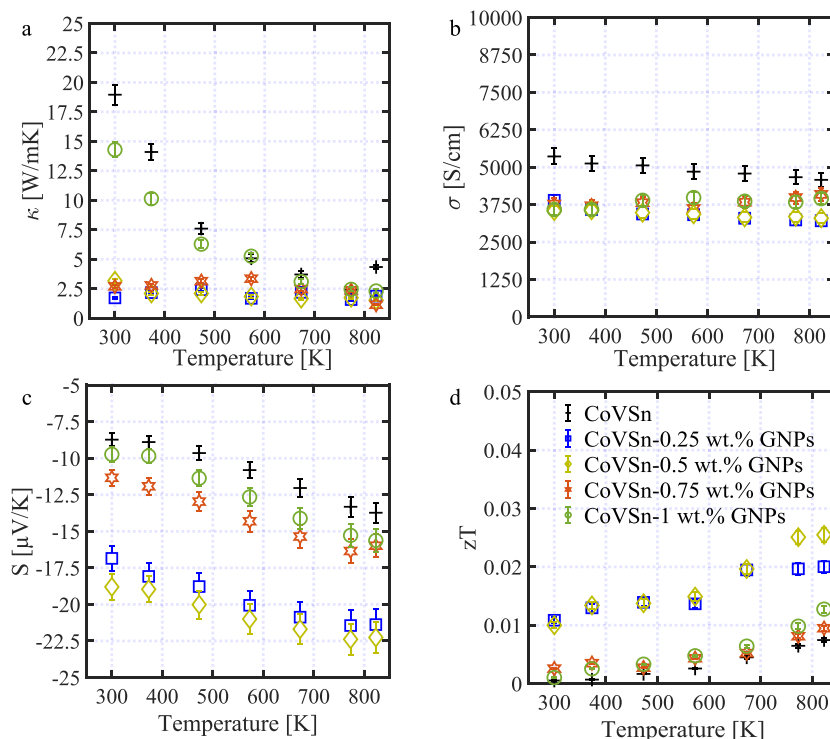 a
25
22.5
20
17.5
15
12.5
10
7.5
5
2.5
0
κ [W/mK]
300 400 500 600 700 800
Temperature [K]
b
10000
8750
7500
6250
5000
3750
2500
1250
0
σ [S/cm]
300 400 500 600 700 800
Temperature [K]
c
-5
-7.5
-10
-12.5
-15
-17.5
-20
-22.5
-25
S [μV/K]
300 400 500 600 700 800
Temperature [K]
d
0.05
0.04
0.03
0.02
0.01
0
zT
CoVSn
CoVSn-0.25 wt.% GNPs
CoVSn-0.5 wt.% GNPs
CoVSn-0.75 wt.% GNPs
CoVSn-1 wt.% GNPs
300 400 500 600 700 800
Temperature [K]